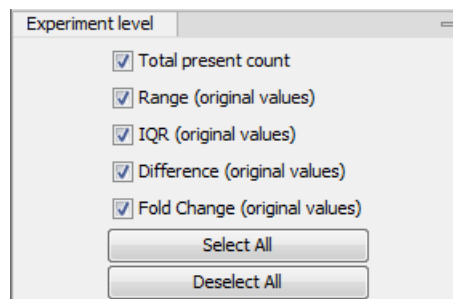 Experiment level
Total present count
Range (original values)
IQR (original values)
Difference (original values)
Fold Change (original values)
Select All
Deselect All